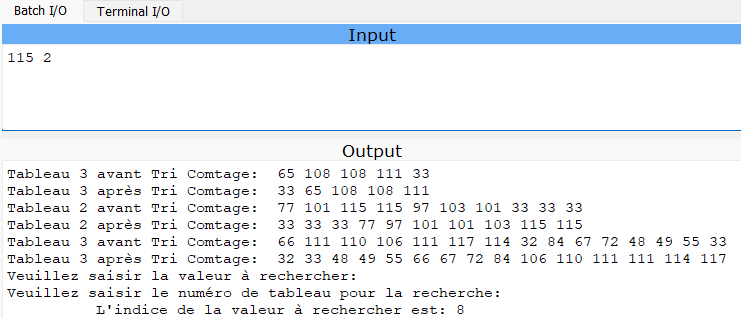 Batch I/O Terminal I/O
Input
115 2
Output
Tableau 3 avant Tri Comtage: 65 108 108 111 33
Tableau 3 après Tri Comtage: 33 65 108 108 111
Tableau 2 avant Tri Comtage: 77 101 115 115 97 103 101 33 33 33
Tableau 2 après Tri Comtage: 33 33 33 77 97 101 101 103 115 115
Tableau 3 avant Tri Comtage: 66 111 110 106 111 117 114 32 84 67 72 48 49 55 33
Tableau 3 après Tri Comtage: 32 33 48 49 55 66 67 72 84 106 110 111 111 114 117
Veuillez saisir la valeur à rechercher:
Veuillez saisir le numéro de tableau pour la recherche:
L'indice de la valeur à rechercher est: 8